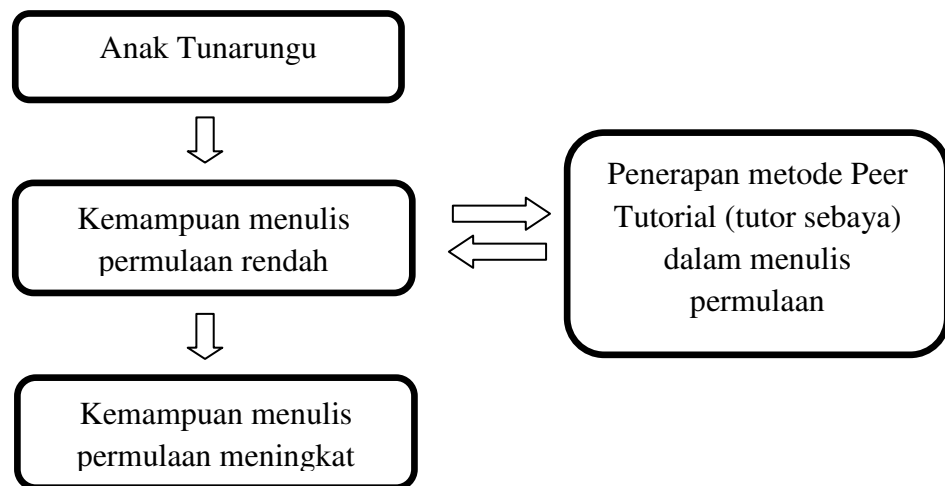 Anak Tunarungu
Kemampuan menulis
permulaan rendah
Penerapan metode Peer
Tutorial (tutor sebaya)
dalam menulis
permulaan
Kemampuan menulis
permulaan meningkat